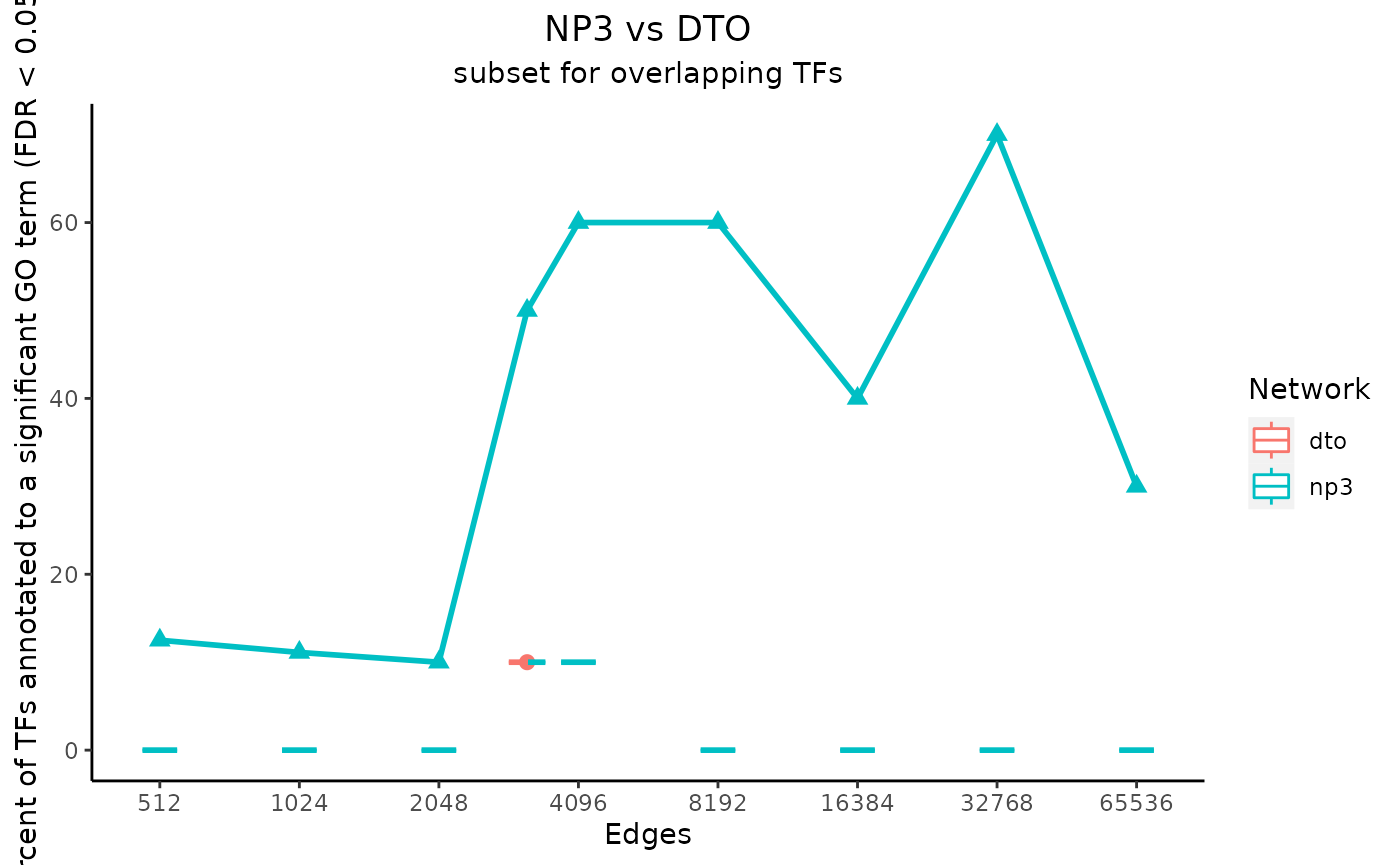 NP3 vs DTO
subset for overlapping TFs
of TFs annotated to a significant GO term (FDR < 0.05
60
40
20
0
512 1024 2048 4096 8192 16384 32768 65536
Edges
Network
dto
np3